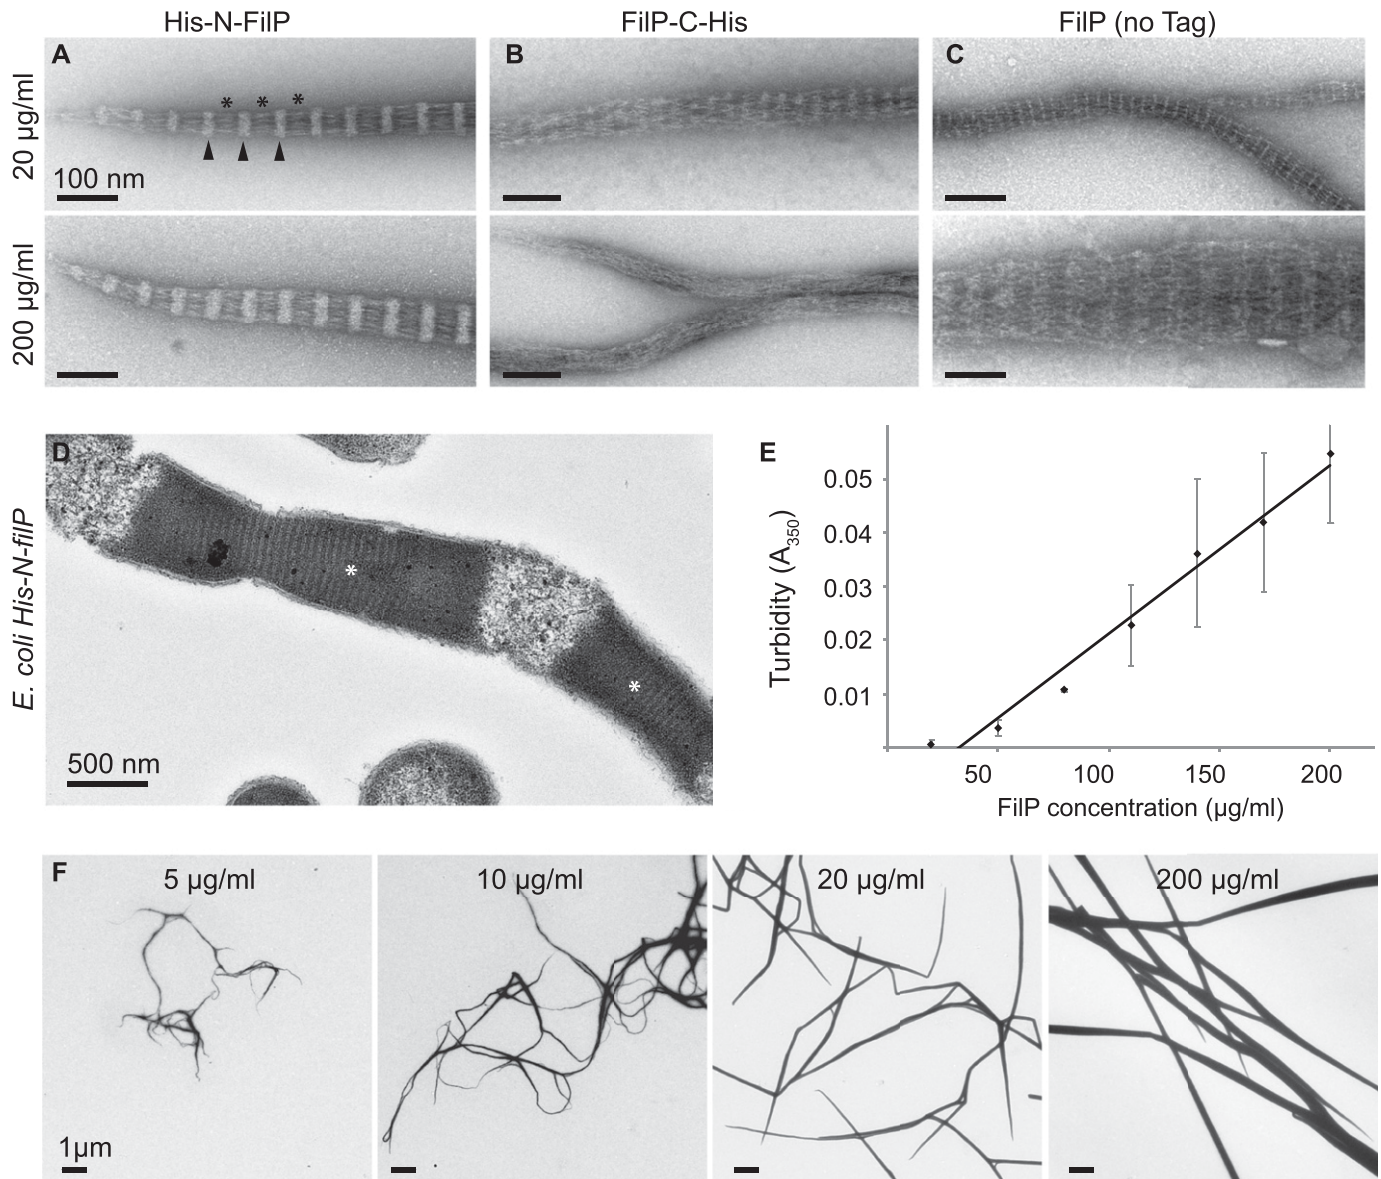 His-N-FilP
FilP-C-His
FilP (no Tag)
20 µg/ml
A
* * *
100 nm
B
C
200 µg/ml
E. coli His-N-filP
D
*
*
500 nm
E
Turbidity (A350)
0.05
0.04
0.03
0.02
0.01
50 100 150 200
FilP concentration (µg/ml)
F
5 µg/ml
10 µg/ml
20 µg/ml
200 µg/ml
1µm